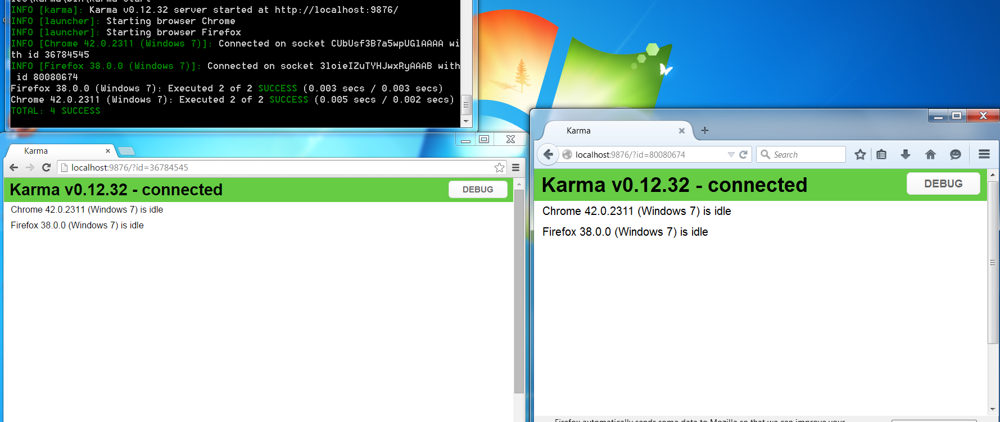 INFO [karma]: Karma v0.12.32 server started at http://localhost:9876/
INFO [launcher]: Starting browser Chrome
INFO [launcher]: Starting browser Firefox
INFO [Chrome 42.0.2311 (Windows 7)]: Connected on socket CUbUsf3B7a5wpUGlAAAA wi
th id 36784545
INFO [Firefox 38.0.0 (Windows 7)]: Connected on socket 3loieIZuTYHJwxRyAAAB with
 id 80080674
Firefox 38.0.0 (Windows 7): Executed 2 of 2 SUCCESS (0.003 secs / 0.003 secs)
Chrome 42.0.2311 (Windows 7): Executed 2 of 2 SUCCESS (0.005 secs / 0.002 secs)
TOTAL: 4 SUCCESS
Karma
localhost:9876/?id=36784545
Karma v0.12.32 - connected
DEBUG
Chrome 42.0.2311 (Windows 7) is idle
Firefox 38.0.0 (Windows 7) is idle
Karma
localhost:9876/?id=80080674
Search
Karma v0.12.32 - connected
DEBUG
Chrome 42.0.2311 (Windows 7) is idle
Firefox 38.0.0 (Windows 7) is idle
Firefox automatically sends some data to Mozilla so that we can improve your